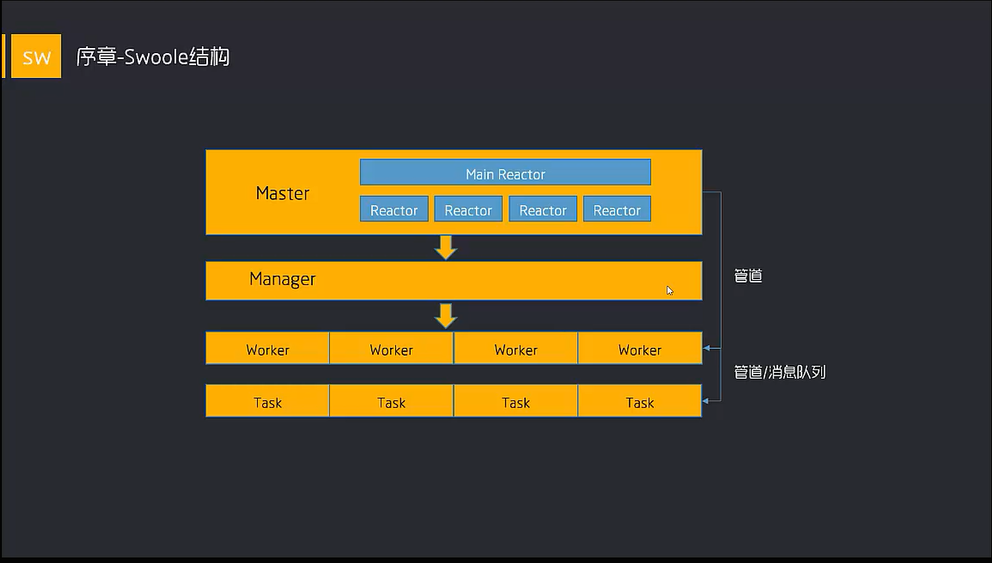 SW
序章-Swoole结构
Main Reactor
Master
Reactor Reactor Reactor Reactor
Manager
管道
Worker Worker Worker Worker
管道/消息队列
Task Task Task Task